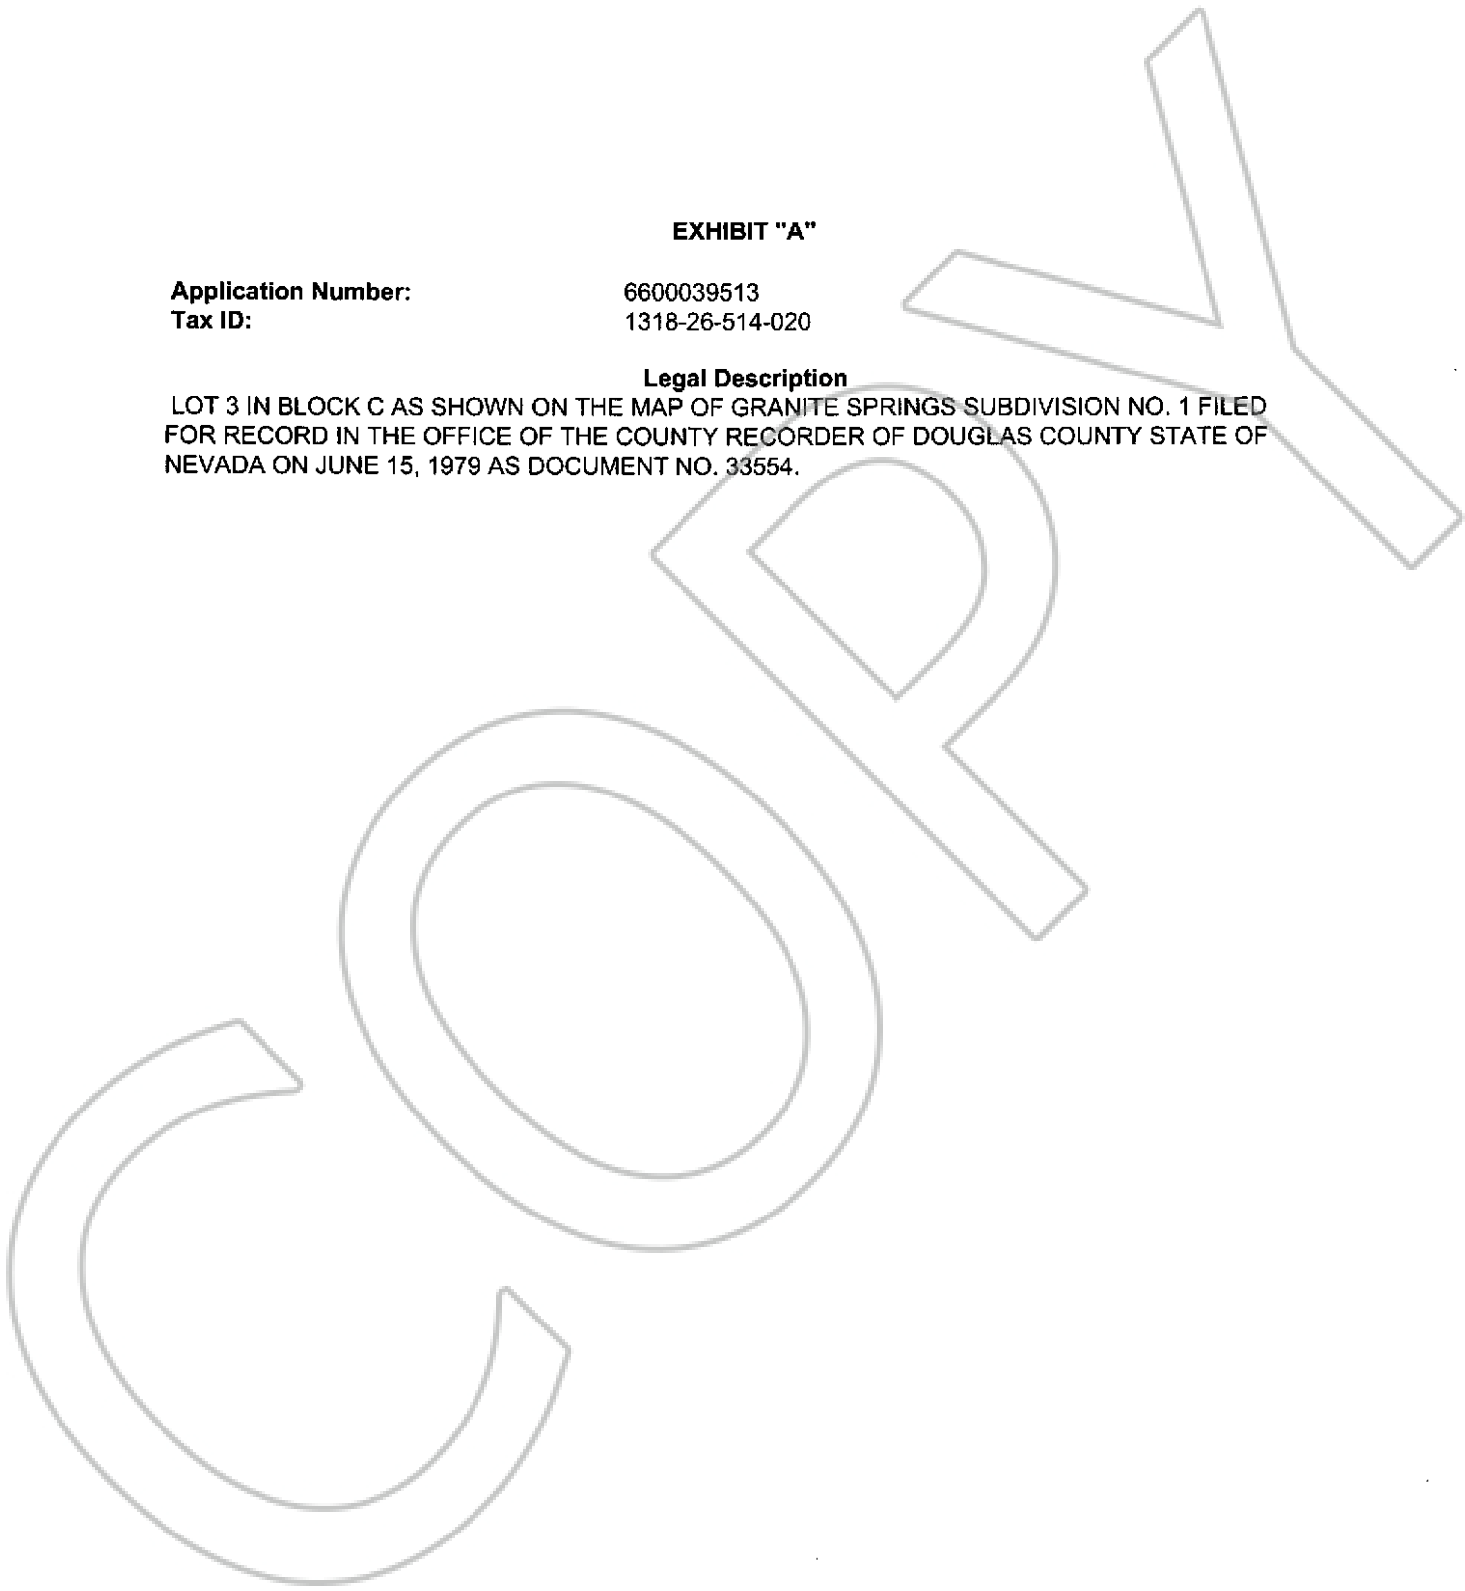 EXHIBIT "A"
Application Number: 6600039513
Tax ID: 1318-26-514-020
Legal Description
LOT 3 IN BLOCK C AS SHOWN ON THE MAP OF GRANITE SPRINGS SUBDIVISION NO. 1 FILED
FOR RECORD IN THE OFFICE OF THE COUNTY RECORDER OF DOUGLAS COUNTY STATE OF
NEVADA ON JUNE 15, 1979 AS DOCUMENT NO. 33554.
COPY